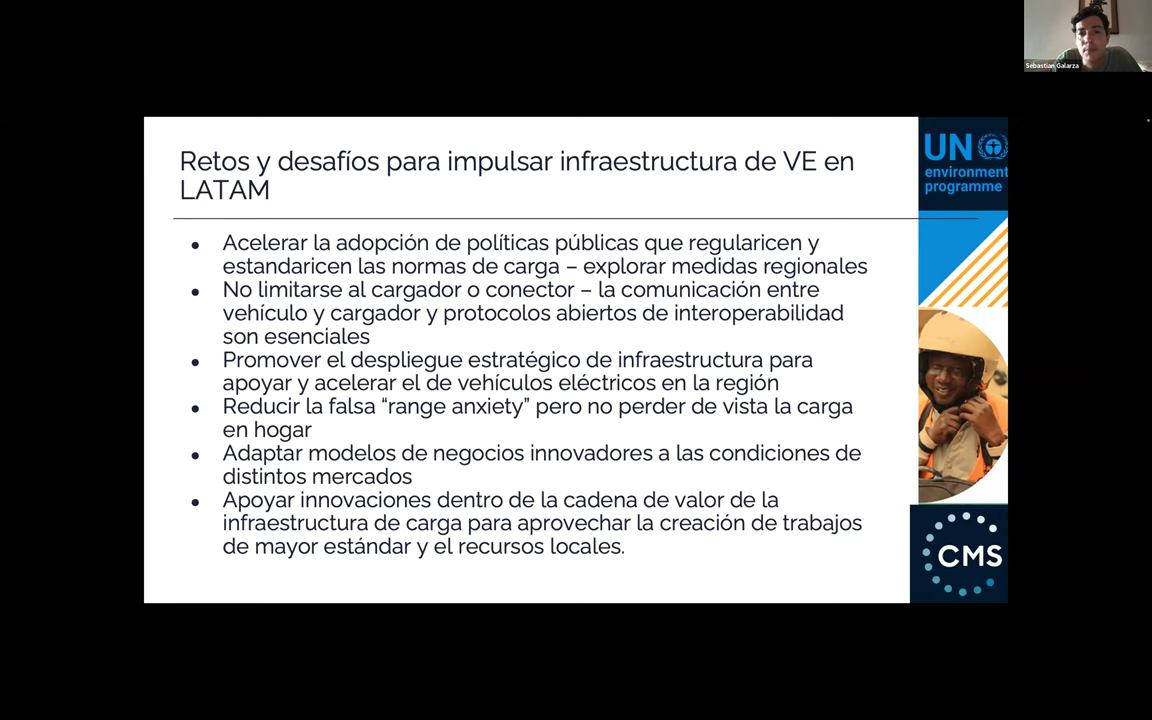 Sebastian Galarza
Retos y desafíos para impulsar infraestructura de VE en
LATAM
● Acelerar la adopción de políticas públicas que regularicen y
estandaricen las normas de carga – explorar medidas regionales
● No limitarse al cargador o conector – la comunicación entre
vehículo y cargador y protocolos abiertos de interoperabilidad
son esenciales
● Promover el despliegue estratégico de infraestructura para
apoyar y acelerar el de vehículos eléctricos en la región
● Reducir la falsa “range anxiety” pero no perder de vista la carga
en hogar
● Adaptar modelos de negocios innovadores a las condiciones de
distintos mercados
● Apoyar innovaciones dentro de la cadena de valor de la
infraestructura de carga para aprovechar la creación de trabajos
de mayor estándar y el recursos locales.
UN
environment
programme
CMS